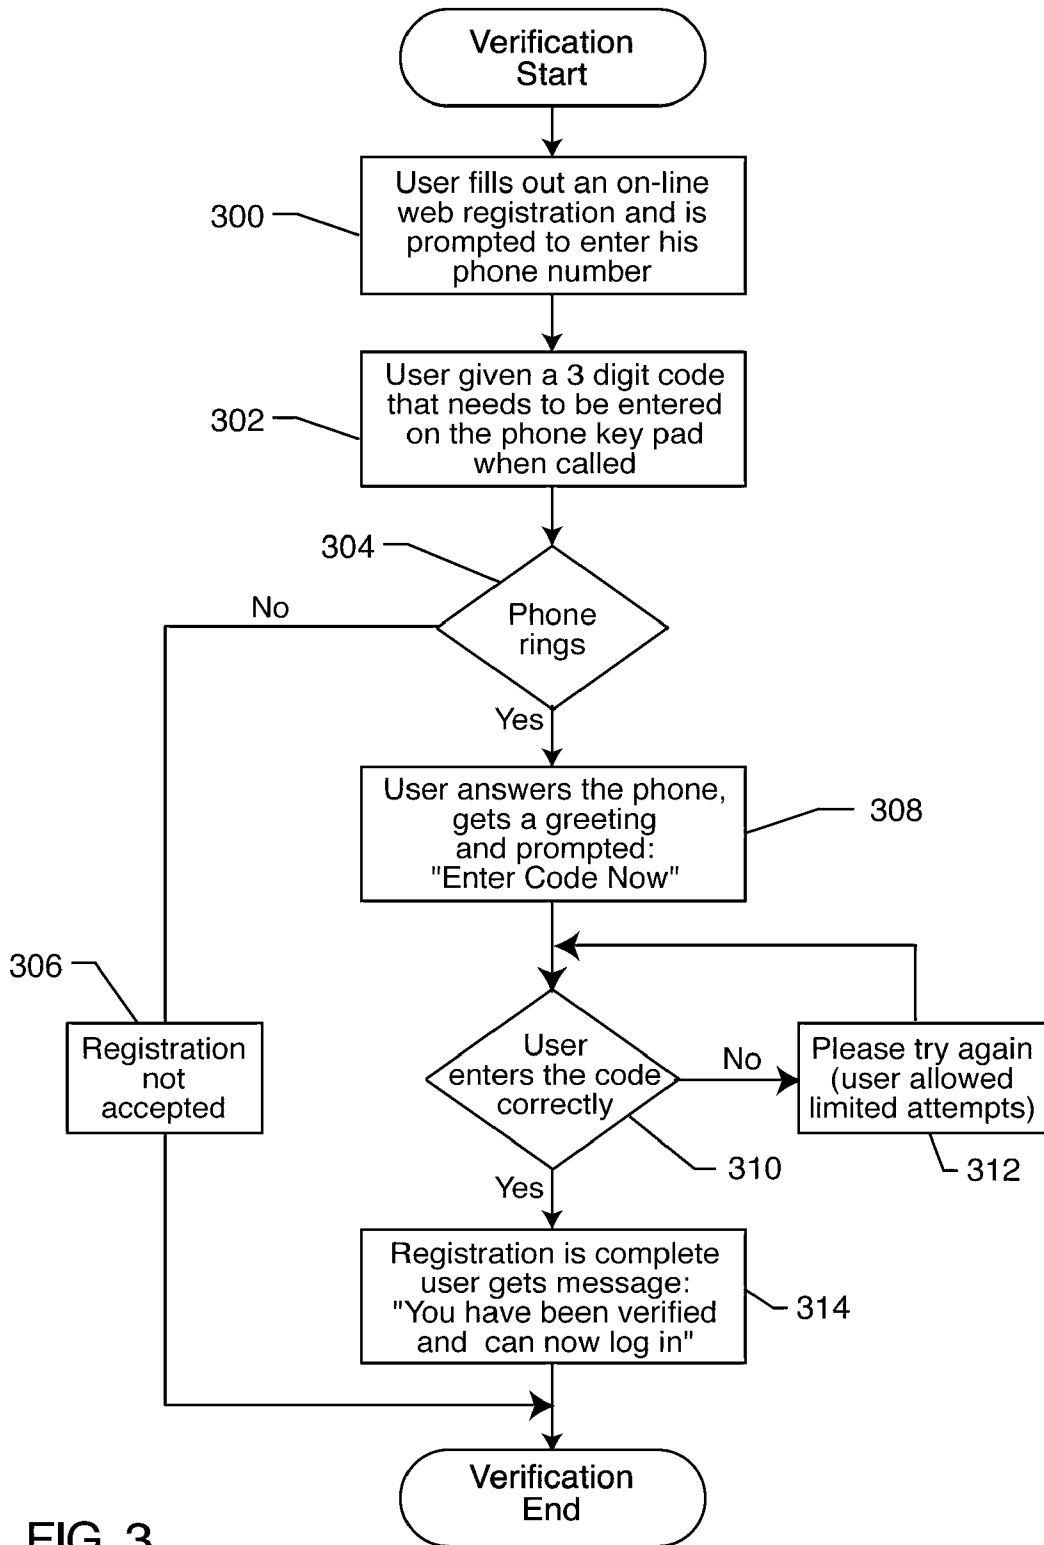 Verification
Start
300
User fills out an on-line
web registration and is
prompted to enter his
phone number
302
User given a 3 digit code
that needs to be entered
on the phone key pad
when called
304
Phone
rings
No
Yes
User answers the phone,
gets a greeting
and prompted:
"Enter Code Now"
308
306
Registration
not
accepted
User
enters the code
correctly
No
Please try again
(user allowed
limited attempts)
310
312
Yes
Registration is complete
user gets message:
"You have been verified
and can now log in"
314
Verification
End
FIG. 3